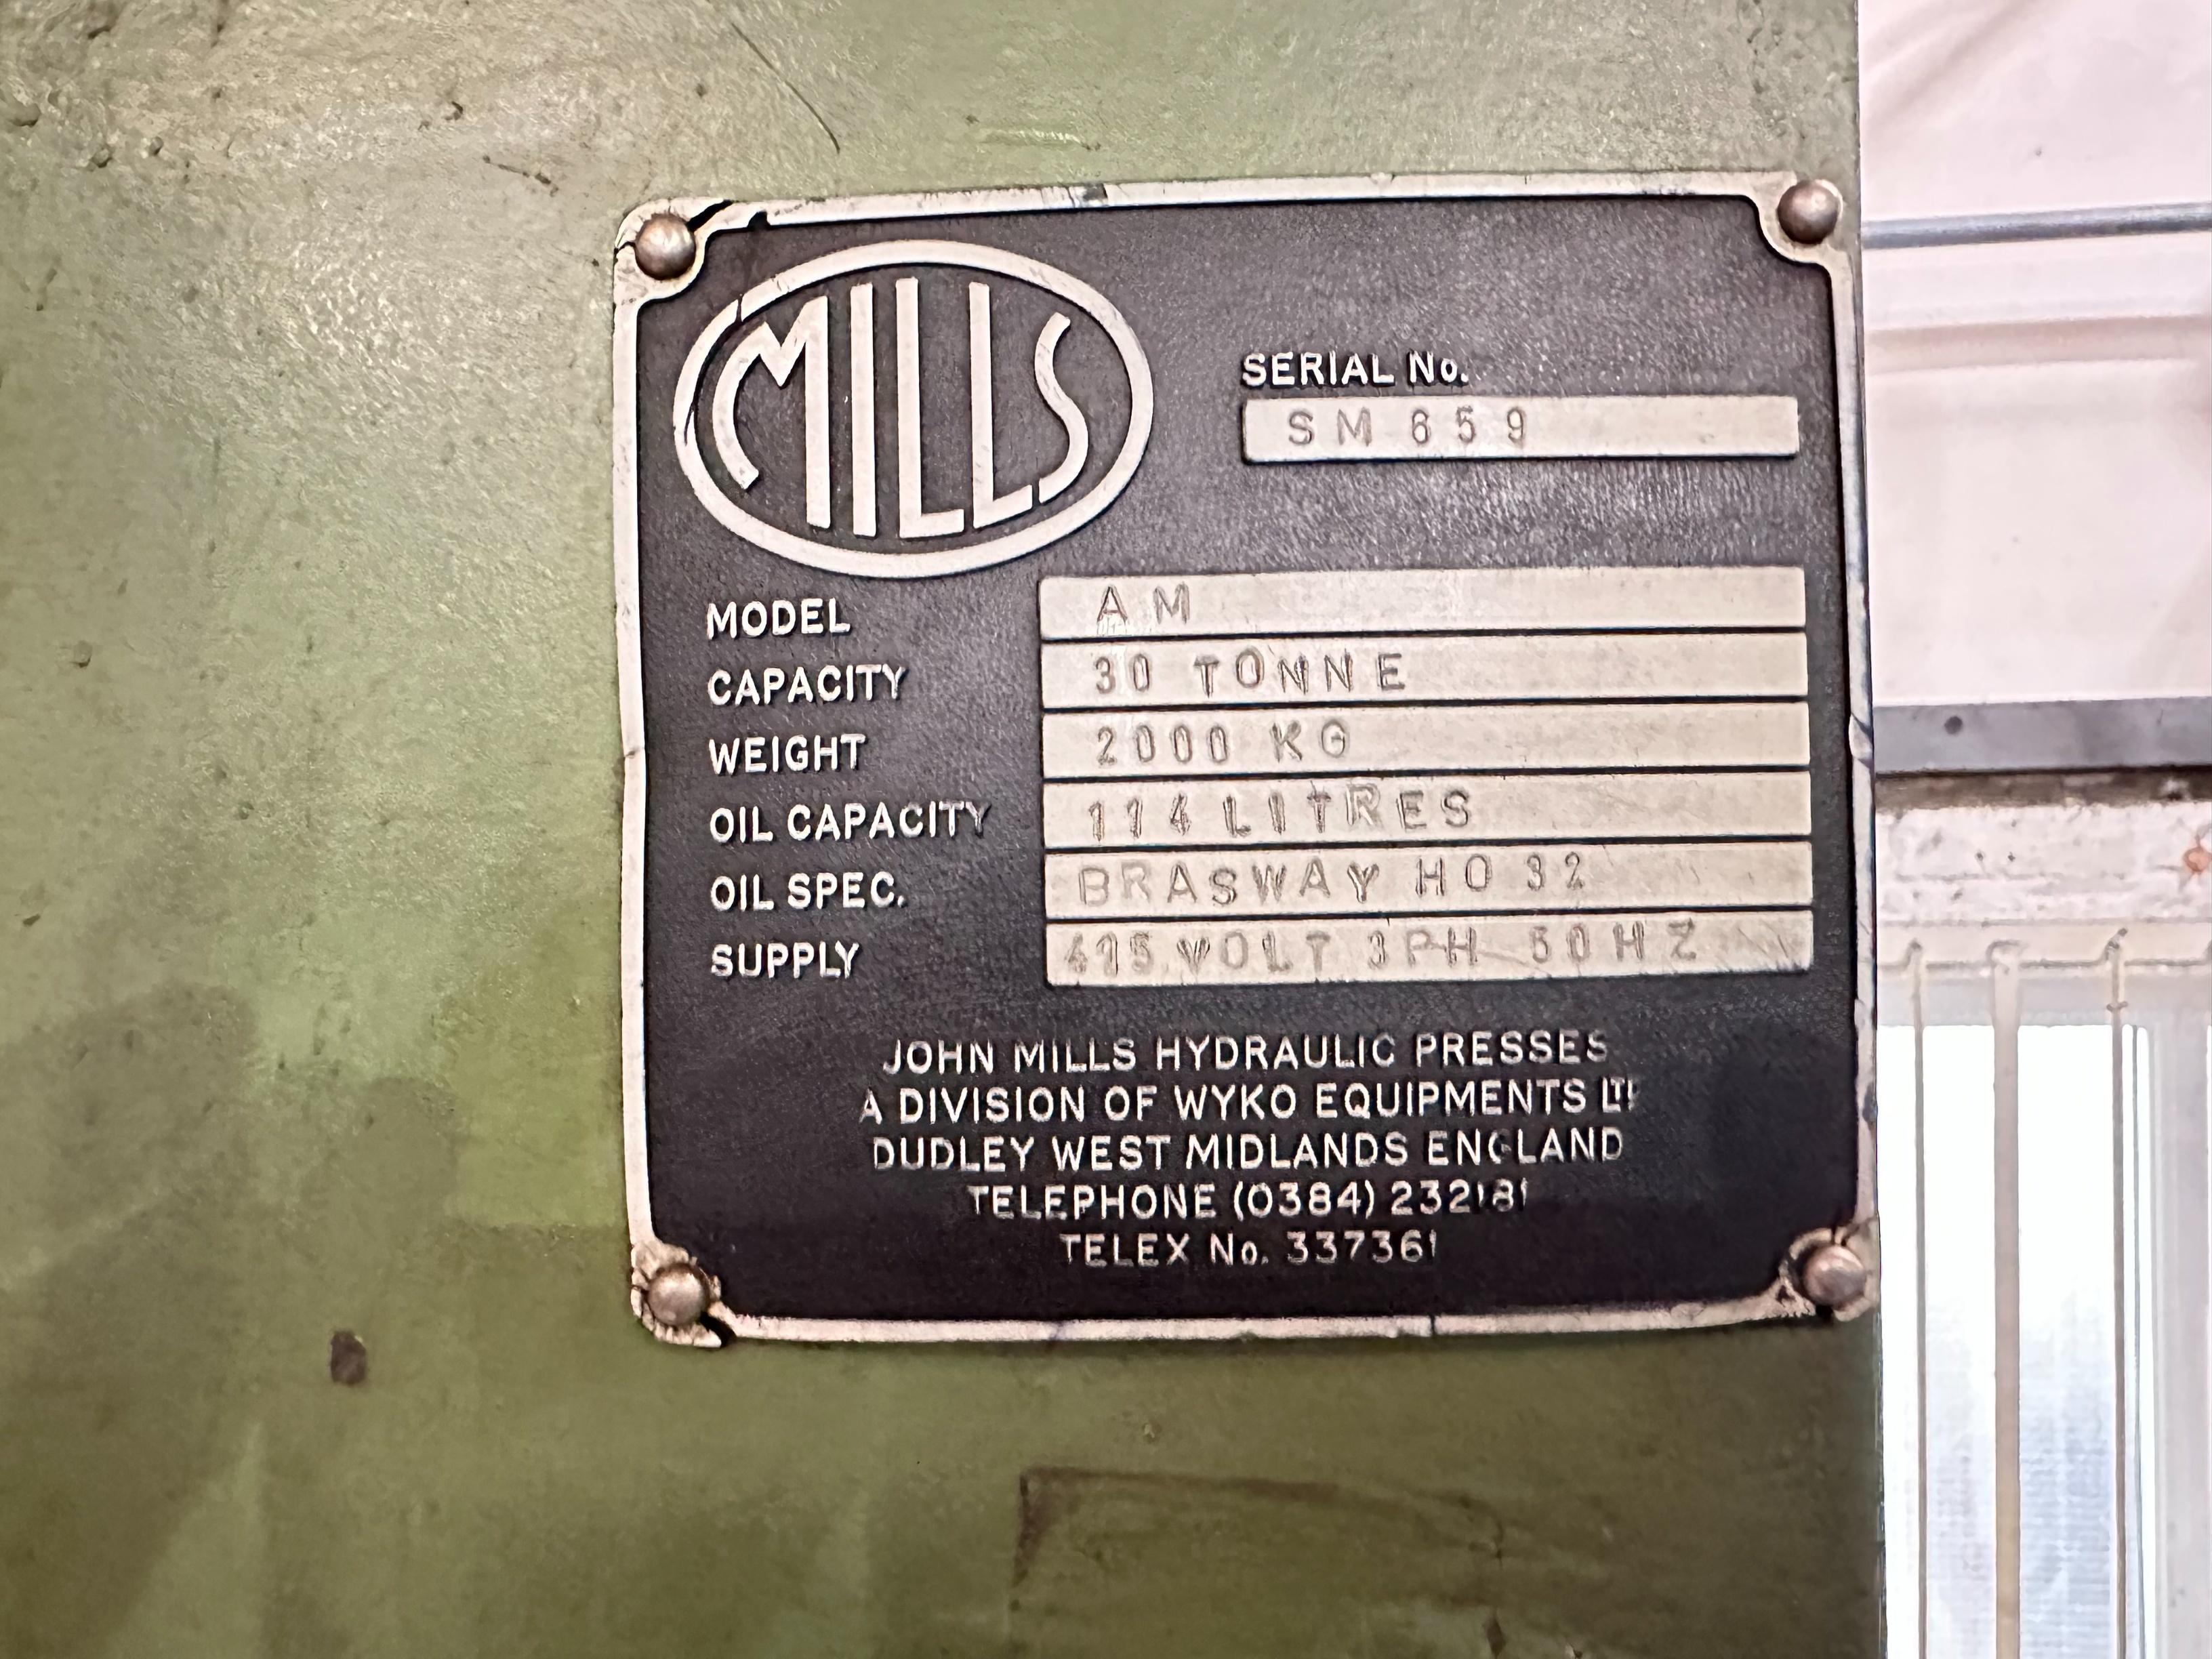 MILLS
SERIAL No.
SM 659
MODEL AM
CAPACITY 30 TONNE
WEIGHT 2000 KG
OIL CAPACITY 114 LITRES
OIL SPEC. BRASWAY HO 32
SUPPLY 415 VOLT 3PH 50HZ
JOHN MILLS HYDRAULIC PRESSES
A DIVISION OF WYKO EQUIPMENTS LTD
DUDLEY WEST MIDLANDS ENGLAND
TELEPHONE (0384) 232181
TELEX No. 337361